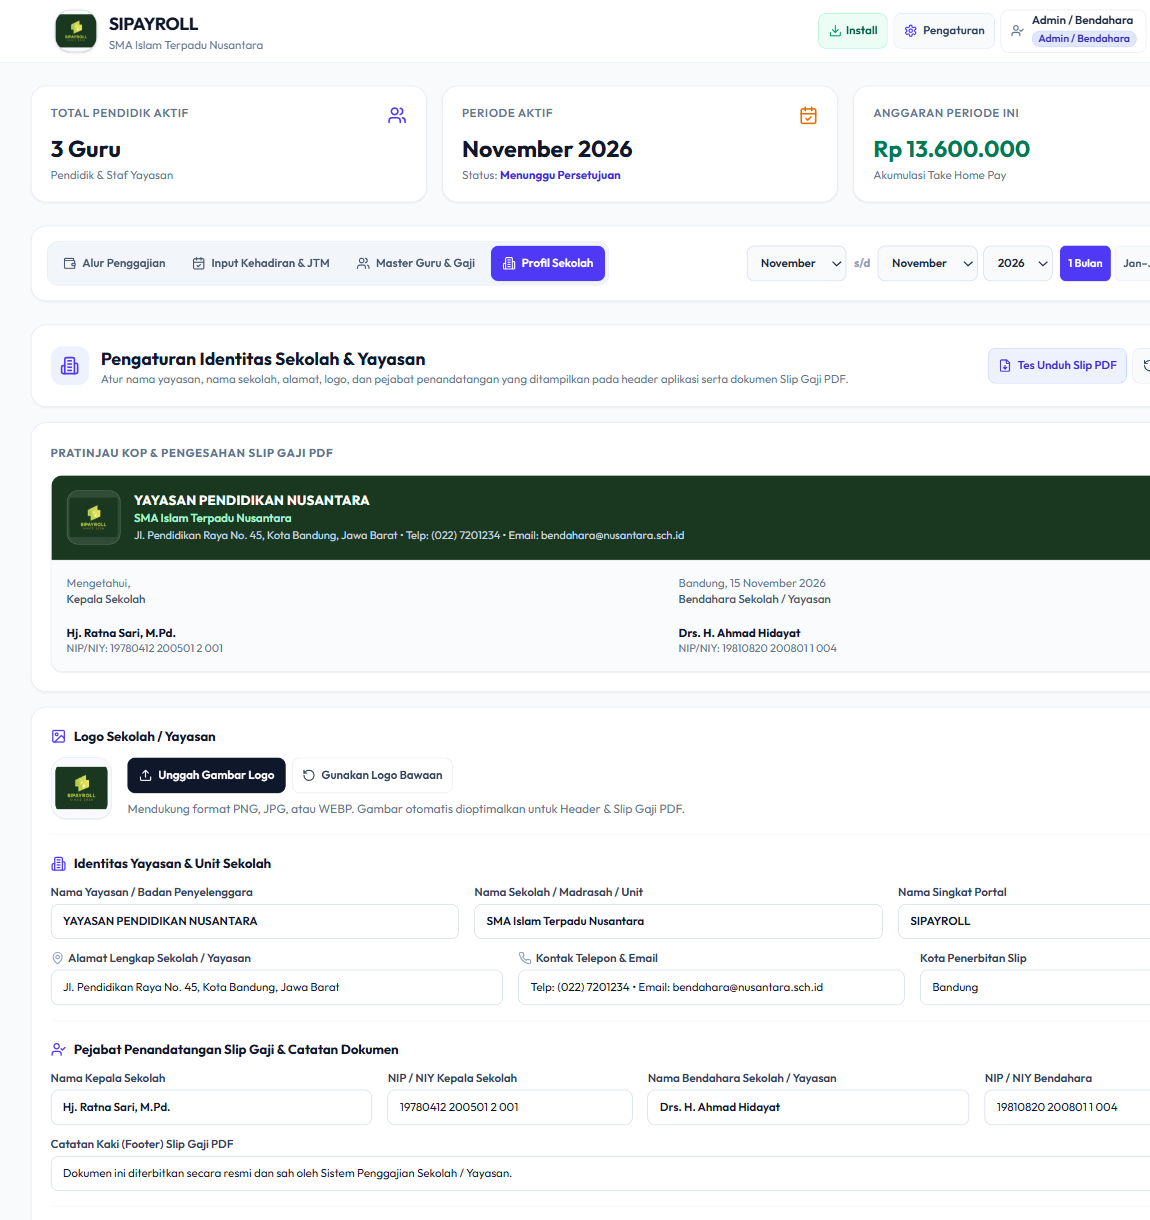 SIPAYROLL
SMA Islam Terpadu Nusantara
Install
Pengaturan
Admin / Bendahara
Admin / Bendahara
TOTAL PENDIDIK AKTIF
3 Guru
Pendidik & Staf Yayasan
PERIODE AKTIF
November 2026
Status: Menunggu Persetujuan
ANGGARAN PERIODE INI
Rp 13.600.000
Akumulasi Take Home Pay
Alur Penggajian
Input Kehadiran & JTM
Master Guru & Gaji
Profil Sekolah
November s/d November 2026 1 Bulan Jan–.
Pengaturan Identitas Sekolah & Yayasan
Atur nama yayasan, nama sekolah, alamat, logo, dan pejabat penandatangan yang ditampilkan pada header aplikasi serta dokumen Slip Gaji PDF.
Tes Unduh Slip PDF
PRATINJAU KOP & PENGESAHAN SLIP GAJI PDF
SIPAYROLL
YAYASAN PENDIDIKAN NUSANTARA
SMA Islam Terpadu Nusantara
Jl. Pendidikan Raya No. 45, Kota Bandung, Jawa Barat • Telp: (022) 7201234 • Email: bendahara@nusantara.sch.id
Mengetahui,
Kepala Sekolah
Hj. Ratna Sari, M.Pd.
NIP/NIY: 19780412 200501 2 001
Bandung, 15 November 2026
Bendahara Sekolah / Yayasan
Drs. H. Ahmad Hidayat
NIP/NIY: 19810820 200801 1 004
Logo Sekolah / Yayasan
SIPAYROLL
Unggah Gambar Logo
Gunakan Logo Bawaan
Mendukung format PNG, JPG, atau WEBP. Gambar otomatis dioptimalkan untuk Header & Slip Gaji PDF.
Identitas Yayasan & Unit Sekolah
Nama Yayasan / Badan Penyelenggara
YAYASAN PENDIDIKAN NUSANTARA
Nama Sekolah / Madrasah / Unit
SMA Islam Terpadu Nusantara
Nama Singkat Portal
SIPAYROLL
Alamat Lengkap Sekolah / Yayasan
Jl. Pendidikan Raya No. 45, Kota Bandung, Jawa Barat
Kontak Telepon & Email
Telp: (022) 7201234 • Email: bendahara@nusantara.sch.id
Kota Penerbitan Slip
Bandung
Pejabat Penandatangan Slip Gaji & Catatan Dokumen
Nama Kepala Sekolah
Hj. Ratna Sari, M.Pd.
NIP / NIY Kepala Sekolah
19780412 200501 2 001
Nama Bendahara Sekolah / Yayasan
Drs. H. Ahmad Hidayat
NIP / NIY Bendahara
19810820 200801 1 004
Catatan Kaki (Footer) Slip Gaji PDF
Dokumen ini diterbitkan secara resmi dan sah oleh Sistem Penggajian Sekolah / Yayasan.